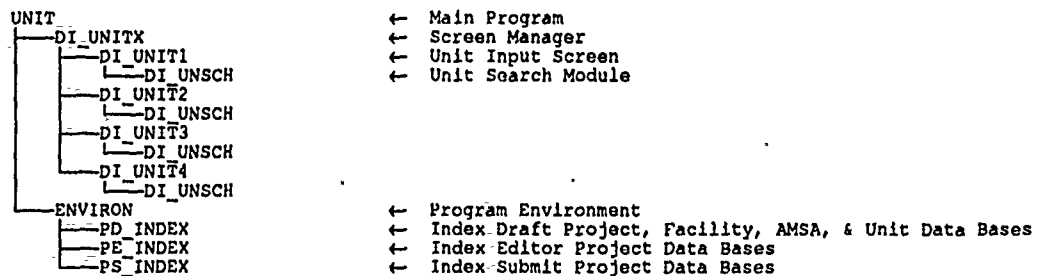 UNIT ← Main Program
DI_UNITX ← Screen Manager
DI_UNIT1 ← Unit Input Screen
DI_UNSCH ← Unit Search Module
DI_UNIT2
DI_UNSCH
DI_UNIT3
DI_UNSCH
DI_UNIT4
DI_UNSCH
ENVIRON ← Program Environment
PD_INDEX ← Index Draft Project, Facility, AMSA, & Unit Data Bases
PE_INDEX ← Index Editor Project Data Bases
PS_INDEX ← Index Submit Project Data Bases